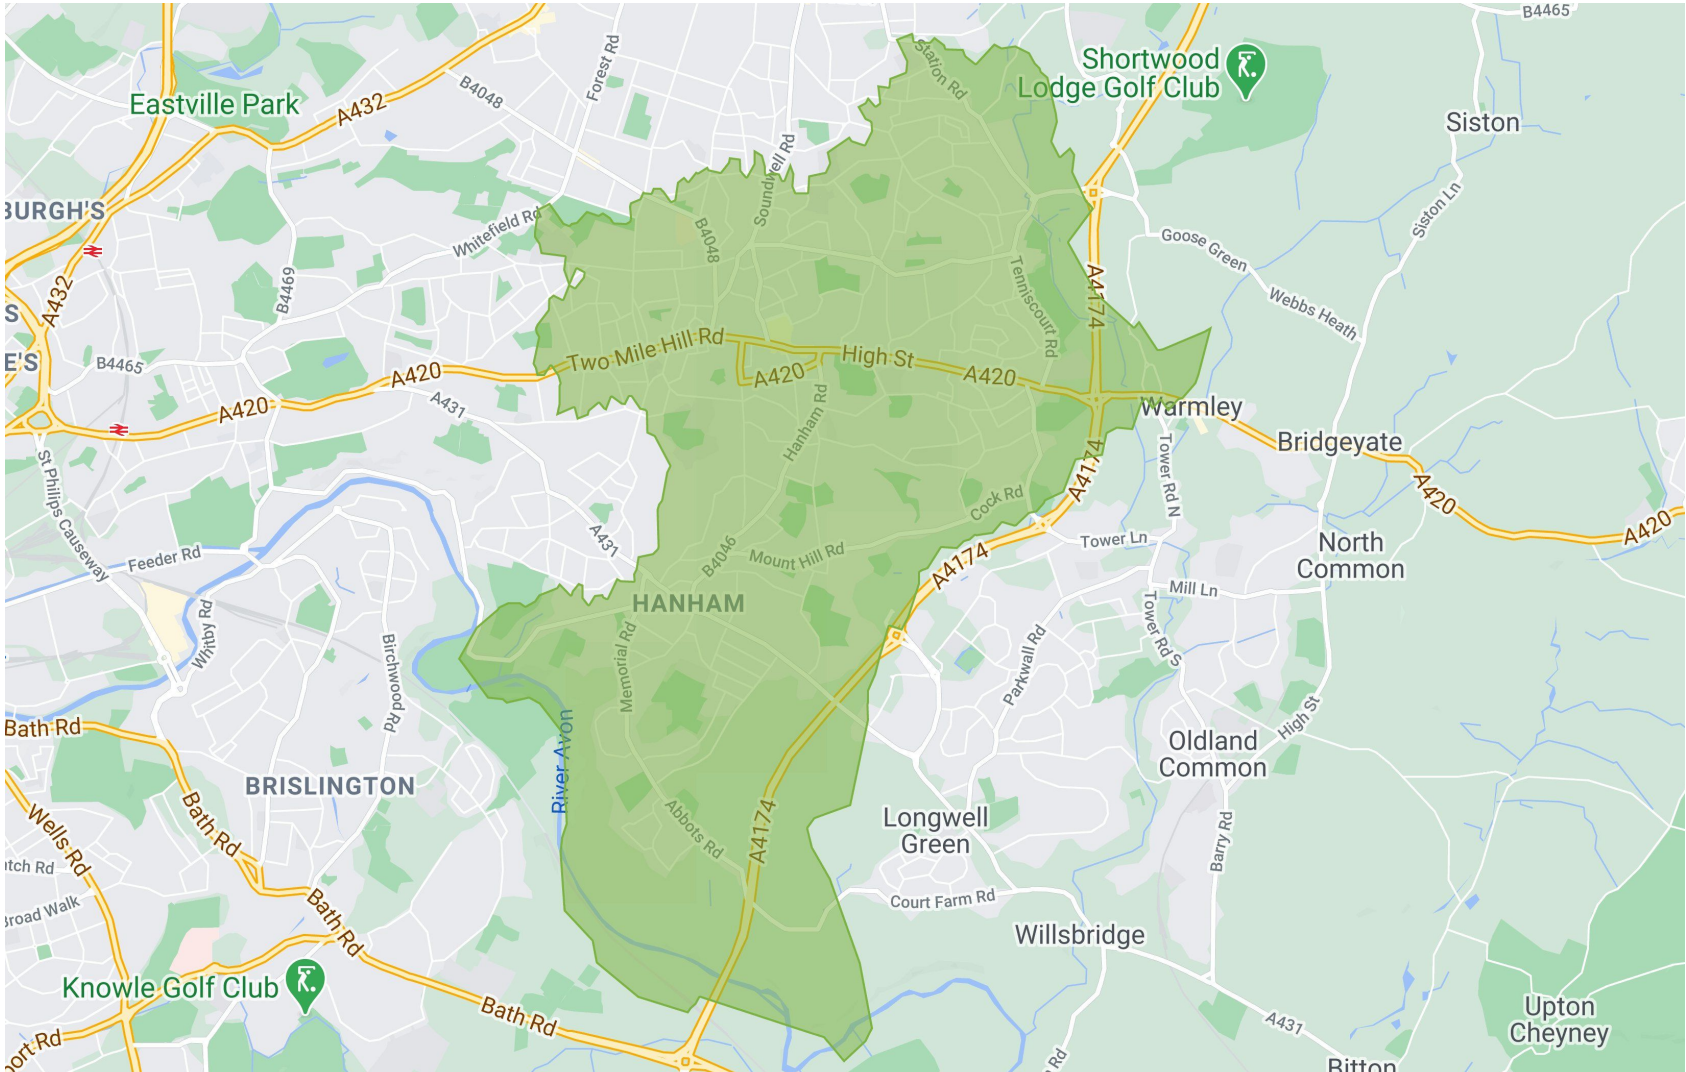 B4465
Station Rd
Shortwood
Lodge Golf Club
Forest Rd
B4048
A432
Eastville Park
Siston
Soundwell Rd
BURGH'S
Whitefield Rd
Siston Ln
B4048
Goose Green
A432
B4469
Tenniscourt Rd
A4174
Webbs Heath
S
E'S
B4465
Two Mile Hill Rd
High St
A420
A420
A420
A420
A431
Hanham Rd
Warmley
Bridgeyate
A4174
Tower Rd N
St Philips Causeway
A420
A420
Cock Rd
A431
Feeder Rd
B4046
Mount Hill Rd
A4174
Tower Ln
North
Common
Mill Ln
HANHAM
Whitby Rd
Birchwood Rd
Memorial Rd
Parkwall Rd
Tower Rd S
Bath Rd
River Avon
High St
Oldland
Common
BRISLINGTON
Bath Rd
Wells Rd
Abbots Rd
A4174
Longwell
Green
Barry Rd
atch Rd
Broad Walk
Bath Rd
Court Farm Rd
Willsbridge
Knowle Golf Club
Bath Rd
A431
Upton
Cheyney
port Rd
Rd
Bitton